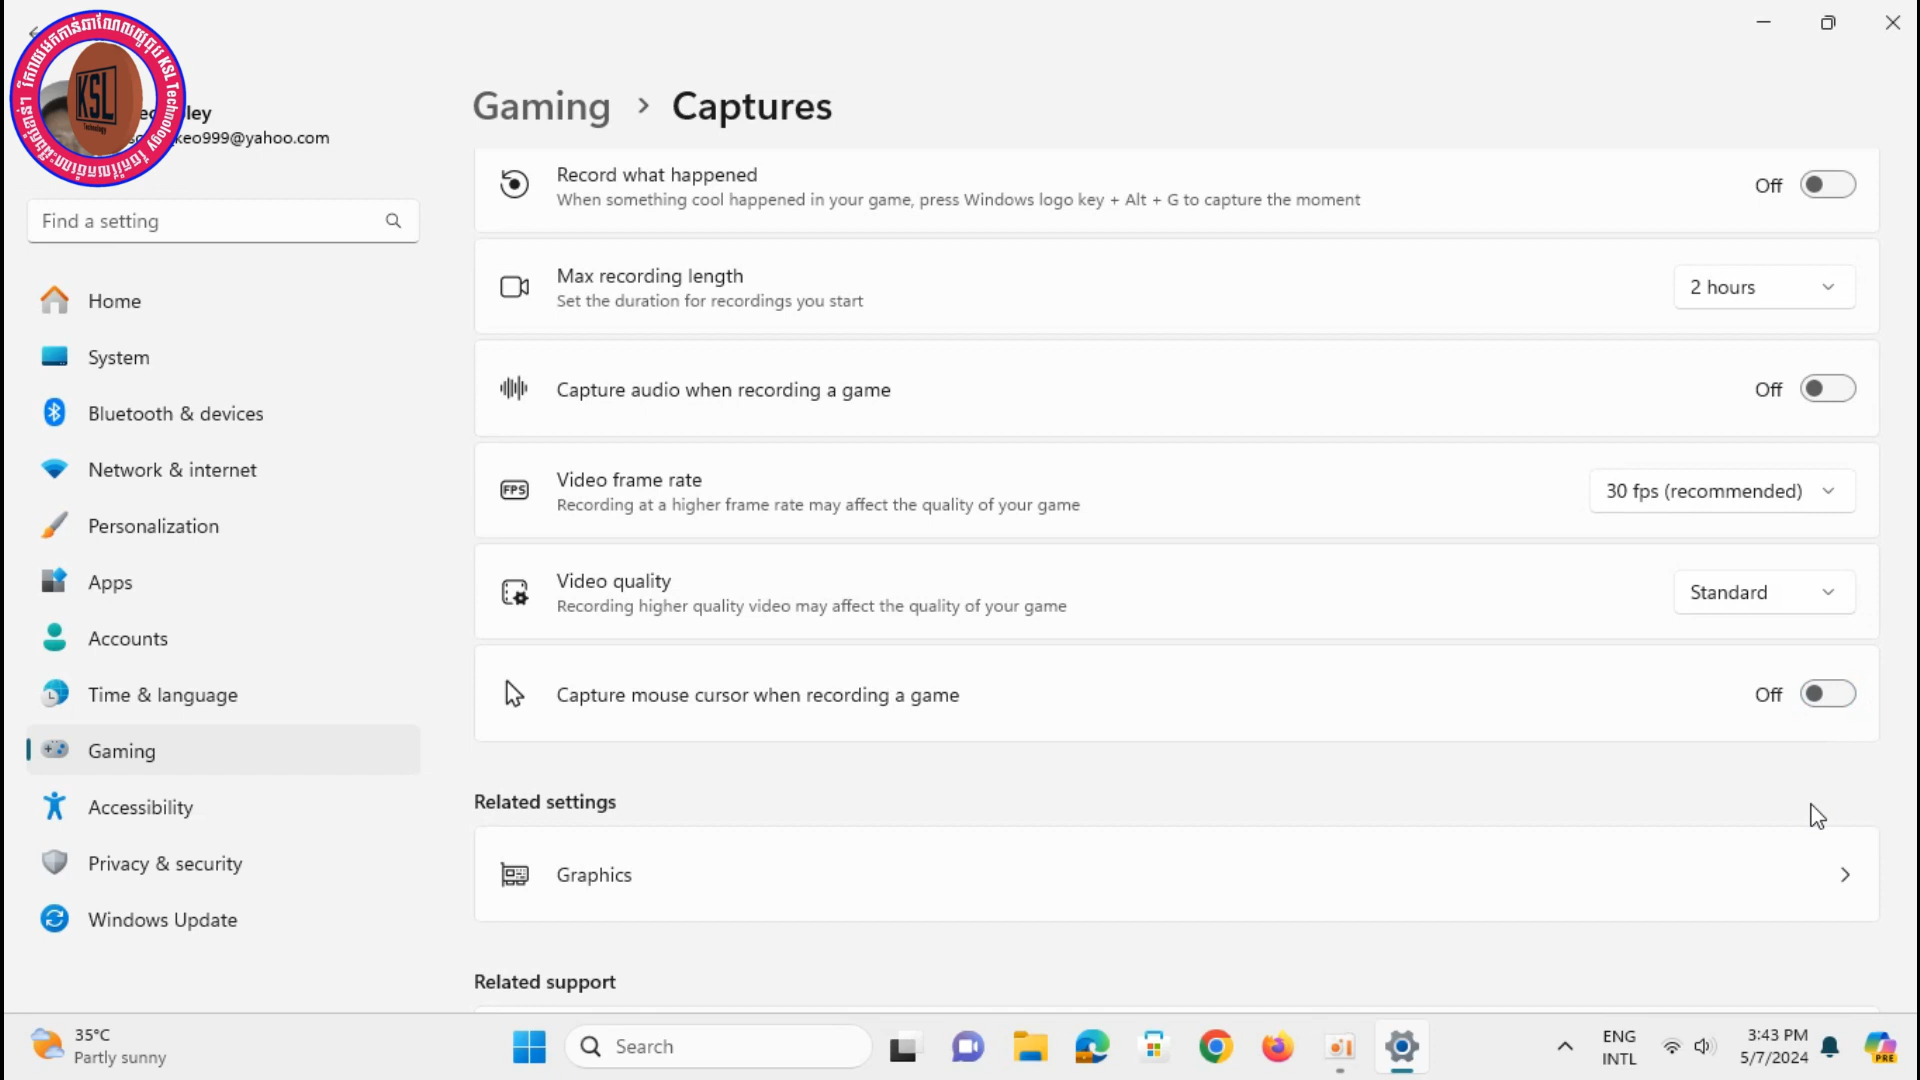 KSL
Technology
ley
keo999@yahoo.com
Find a setting
Home
System
Bluetooth & devices
Network & internet
Personalization
Apps
Accounts
Time & language
Gaming
Accessibility
Privacy & security
Windows Update
Gaming > Captures
Record what happened
When something cool happened in your game, press Windows logo key + Alt + G to capture the moment
Off
Max recording length
Set the duration for recordings you start
2 hours
Capture audio when recording a game
Off
FPS
Video frame rate
Recording at a higher frame rate may affect the quality of your game
30 fps (recommended)
Video quality
Recording higher quality video may affect the quality of your game
Standard
Capture mouse cursor when recording a game
Off
Related settings
Graphics
Related support
35°C
Partly sunny
Search
ENG
INTL
3:43 PM
5/7/2024
PRE